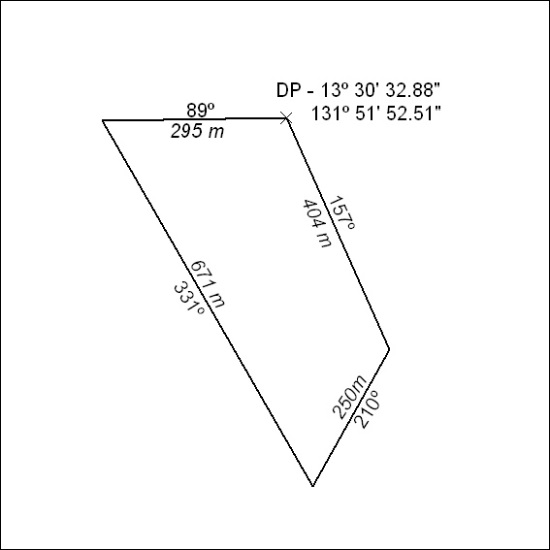 DP - 13º 30' 32.88"
131º 51' 52.51"
89º
295 m
157º
404 m
671 m
331º
250m
210º